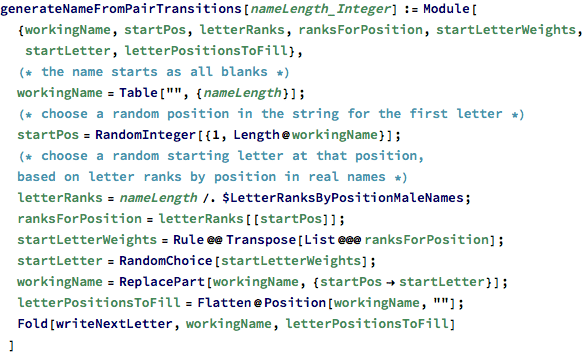 generateNameFromPairTransitions[nameLength_Integer] := Module[
{workingName, startPos, letterRanks, ranksForPosition, startLetterWeights,
startLetter, letterPositionsToFill},
(* the name starts as all blanks *)
workingName = Table["", {nameLength}];
(* choose a random position in the string for the first letter *)
startPos = RandomInteger[{1, Length@workingName}];
(* choose a random starting letter at that position,
based on letter ranks by position in real names *)
letterRanks = nameLength /. $LetterRanksByPositionMaleNames;
ranksForPosition = letterRanks[[startPos]];
startLetterWeights = Rule @@ Transpose[List @@@ ranksForPosition];
startLetter = RandomChoice[startLetterWeights];
workingName = ReplacePart[workingName, {startPos → startLetter}];
letterPositionsToFill = Flatten@Position[workingName, ""];
Fold[writeNextLetter, workingName, letterPositionsToFill]
]